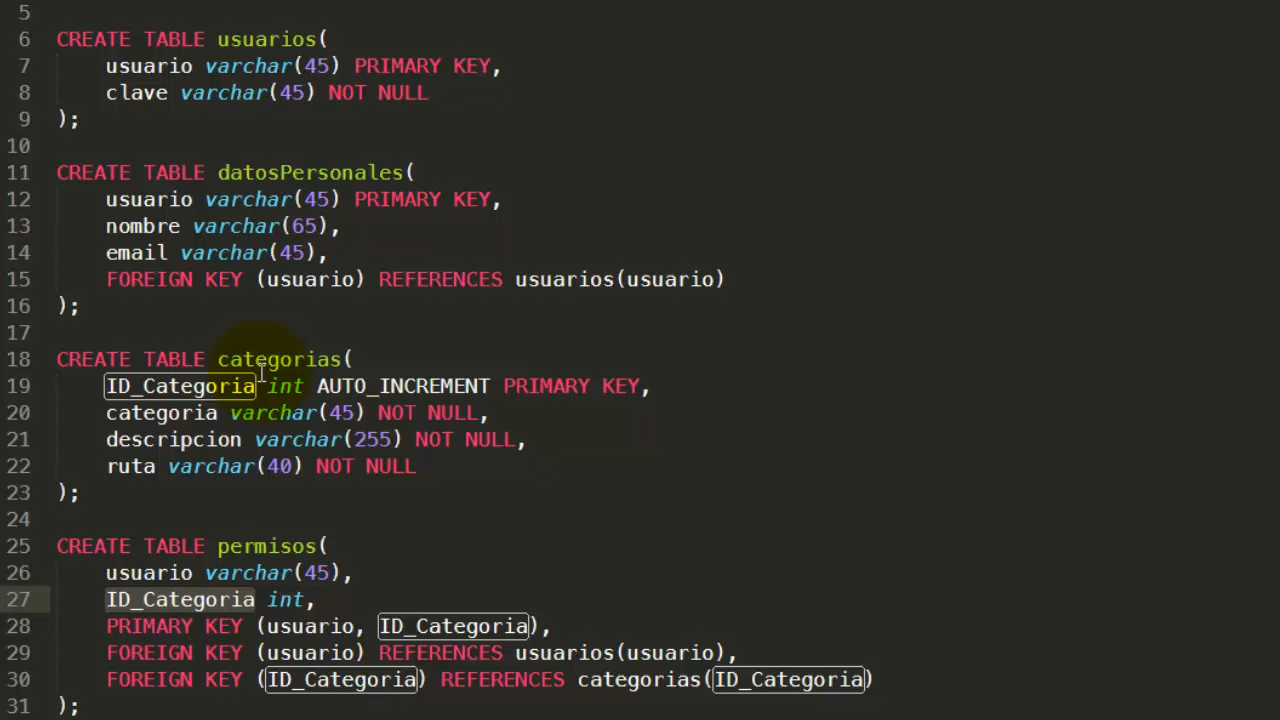 5
6 CREATE TABLE usuarios(
7 usuario varchar(45) PRIMARY KEY,
8 clave varchar(45) NOT NULL
9 );
10
11 CREATE TABLE datosPersonales(
12 usuario varchar(45) PRIMARY KEY,
13 nombre varchar(65),
14 email varchar(45),
15 FOREIGN KEY (usuario) REFERENCES usuarios(usuario)
16 );
17
18 CREATE TABLE categorias(
19 ID_Categoria int AUTO_INCREMENT PRIMARY KEY,
20 categoria varchar(45) NOT NULL,
21 descripcion varchar(255) NOT NULL,
22 ruta varchar(40) NOT NULL
23 );
24
25 CREATE TABLE permisos(
26 usuario varchar(45),
27 ID_Categoria int,
28 PRIMARY KEY (usuario, ID_Categoria),
29 FOREIGN KEY (usuario) REFERENCES usuarios(usuario),
30 FOREIGN KEY (ID_Categoria) REFERENCES categorias(ID_Categoria)
31 );